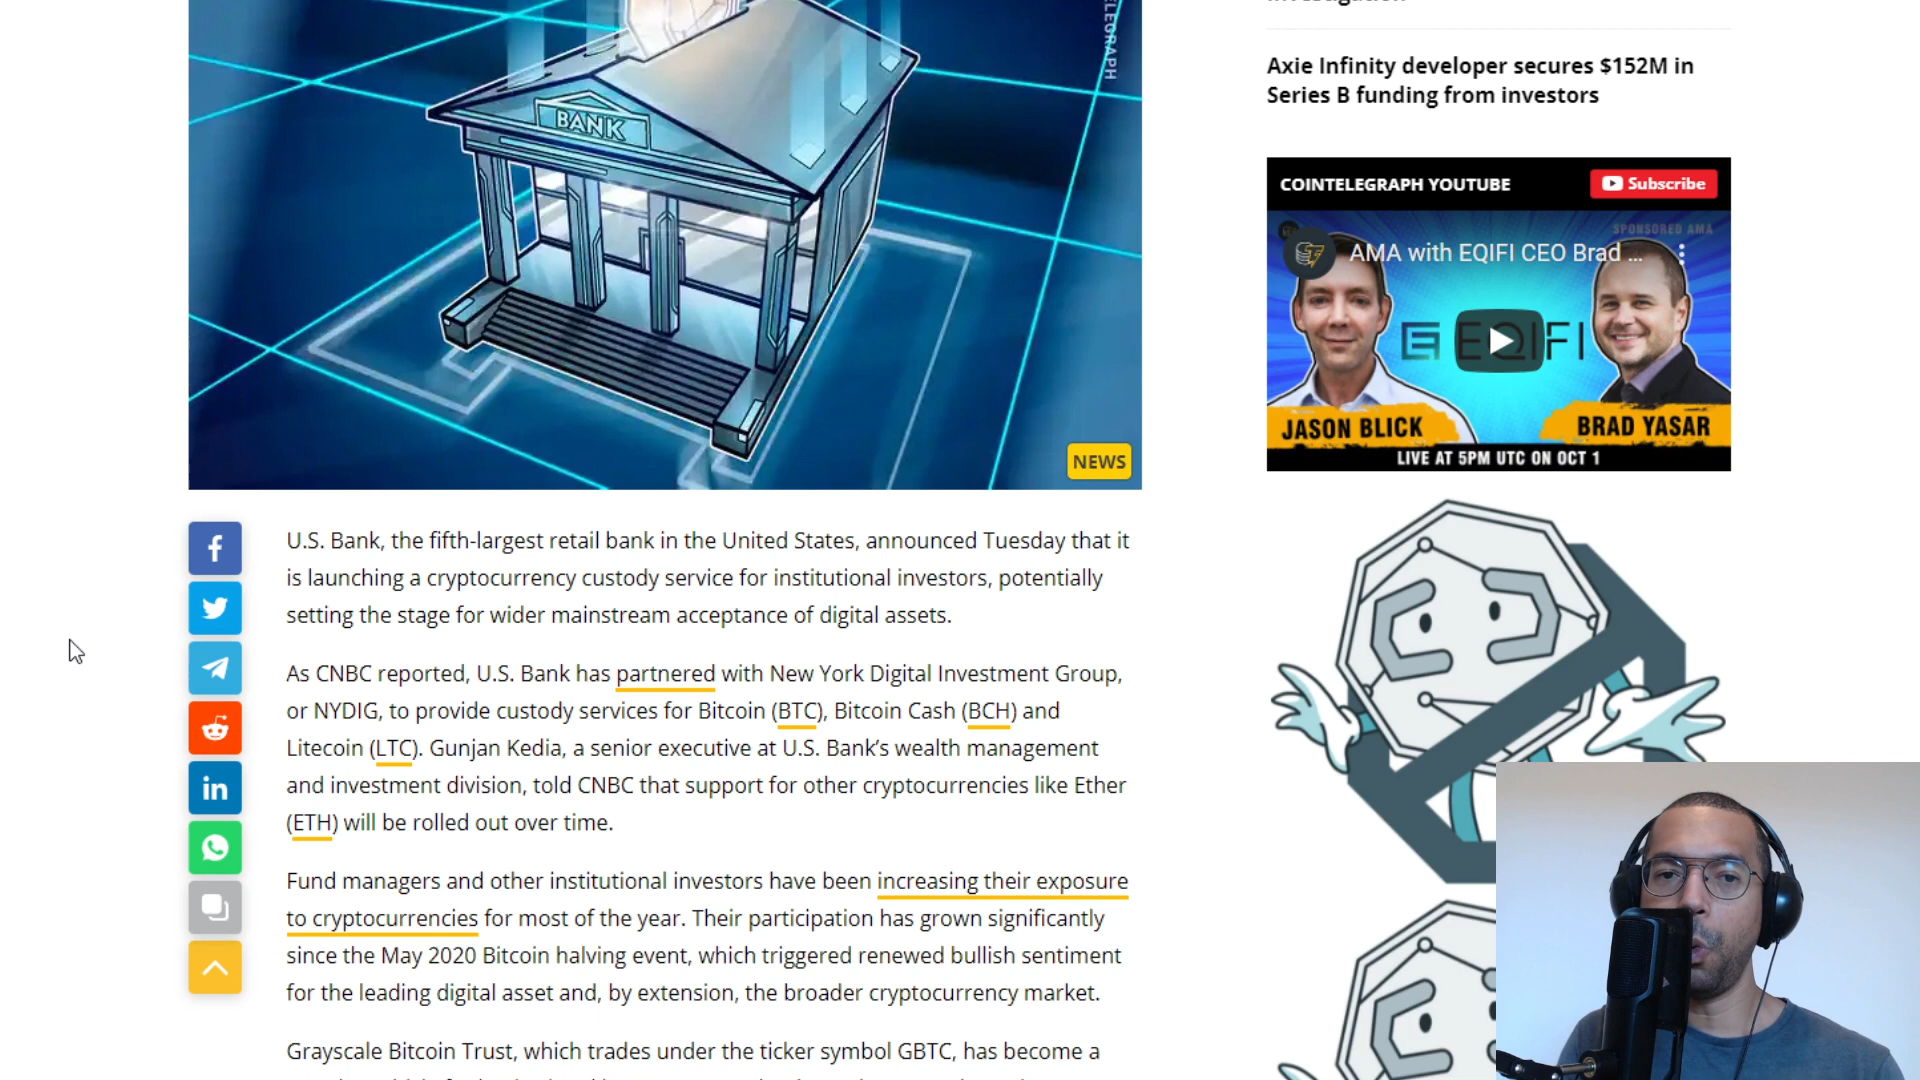 TELEGRAPH
BANK
NEWS
U.S. Bank, the fifth-largest retail bank in the United States, announced Tuesday that it
is launching a cryptocurrency custody service for institutional investors, potentially
setting the stage for wider mainstream acceptance of digital assets.
As CNBC reported, U.S. Bank has partnered with New York Digital Investment Group,
or NYDIG, to provide custody services for Bitcoin (BTC), Bitcoin Cash (BCH) and
Litecoin (LTC). Gunjan Kedia, a senior executive at U.S. Bank’s wealth management
and investment division, told CNBC that support for other cryptocurrencies like Ether
(ETH) will be rolled out over time.
Fund managers and other institutional investors have been increasing their exposure
to cryptocurrencies for most of the year. Their participation has grown significantly
since the May 2020 Bitcoin halving event, which triggered renewed bullish sentiment
for the leading digital asset and, by extension, the broader cryptocurrency market.
Grayscale Bitcoin Trust, which trades under the ticker symbol GBTC, has become a
Axie Infinity developer secures $152M in
Series B funding from investors
COINTELEGRAPH YOUTUBE
Subscribe
SPONSORED AMA
AMA with EQIFI CEO Brad ...
EQIFI
JASON BLICK
BRAD YASAR
LIVE AT 5PM UTC ON OCT 1